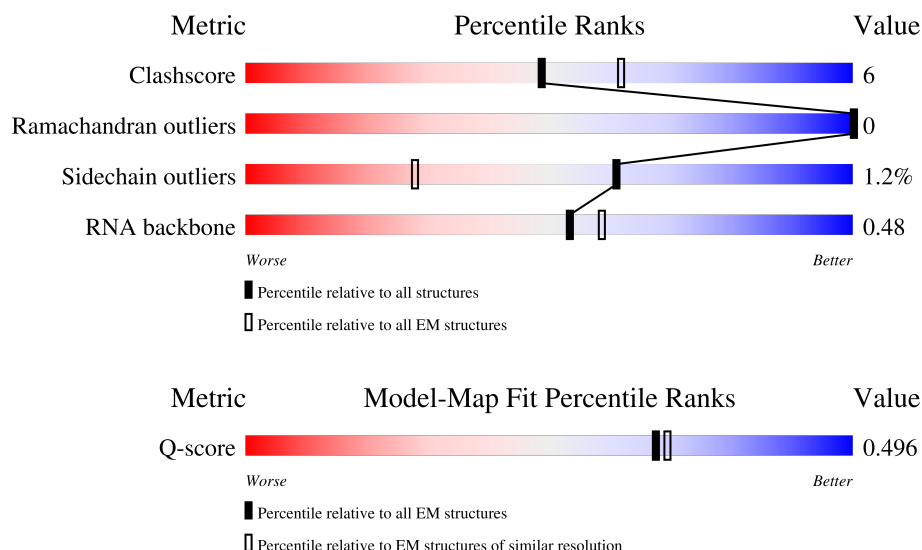 Metric Percentile Ranks Value
Clashscore 6
Ramachandran outliers 0
Sidechain outliers 1.2%
RNA backbone 0.48
Worse Better
Percentile relative to all structures
Percentile relative to all EM structures
Metric Model-Map Fit Percentile Ranks Value
Q-score 0.496
Worse Better
Percentile relative to all EM structures
Percentile relative to EM structures of similar resolution